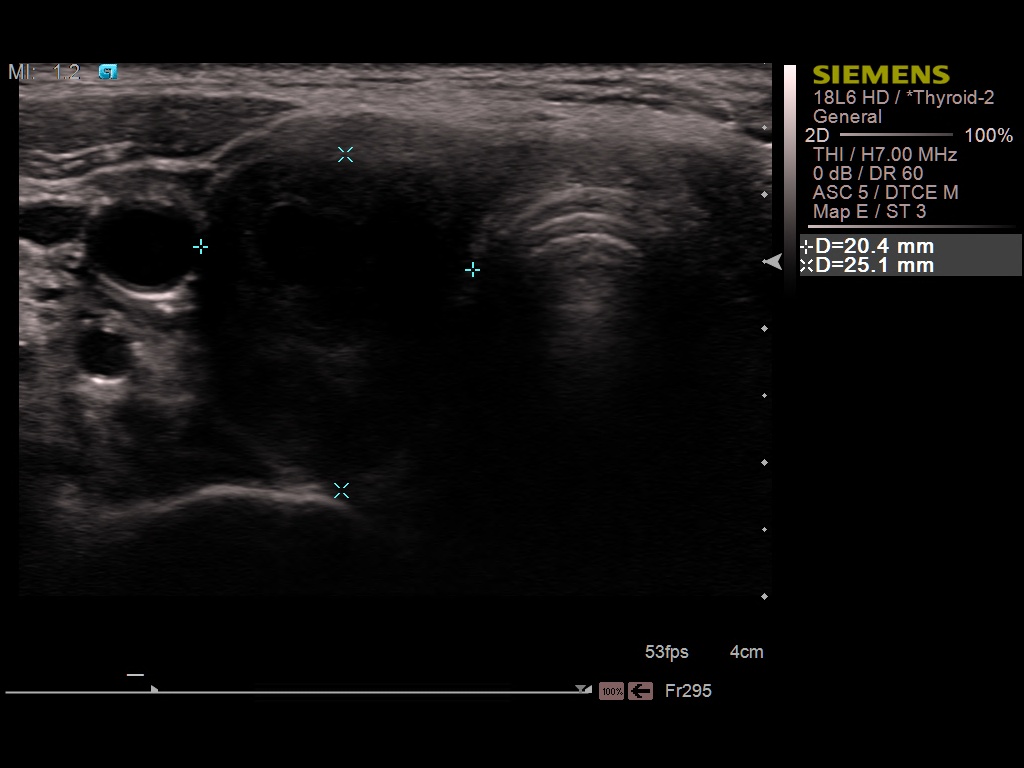 MI: 1.2
SIEMENS
18L6 HD / *Thyroid-2
General
2D 100%
THI / H7.00 MHz
0 dB / DR 60
ASC 5 / DTCE M
Map E / ST 3
D=20.4 mm
D=25.1 mm
53fps 4cm
100% Fr295